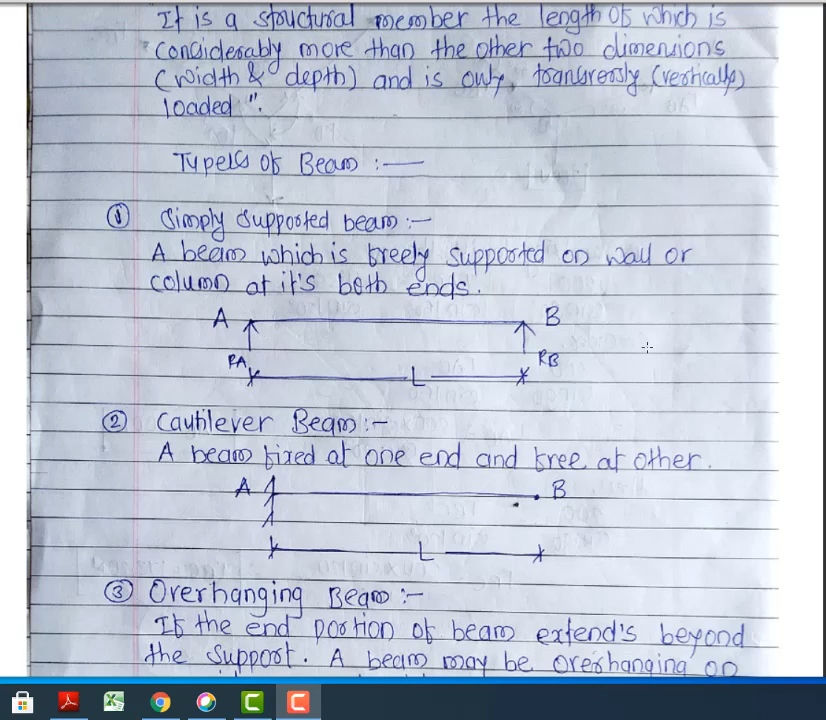 It is a structural member the length of which is
considerably more than the other two dimensions
(width & depth) and is only, transversly (vertically)
loaded ".
Types of Beam :—
① Simply supported beam :-
A beam which is freely supported on wall or
column at it's both ends.
A B
RA RB
L
② Cautilever Beam :-
A beam fixed at one end and free at other.
A B
L
③ Overhanging Beam :-
If the end portion of beam extend's beyond
the support. A beam may be overhanging on